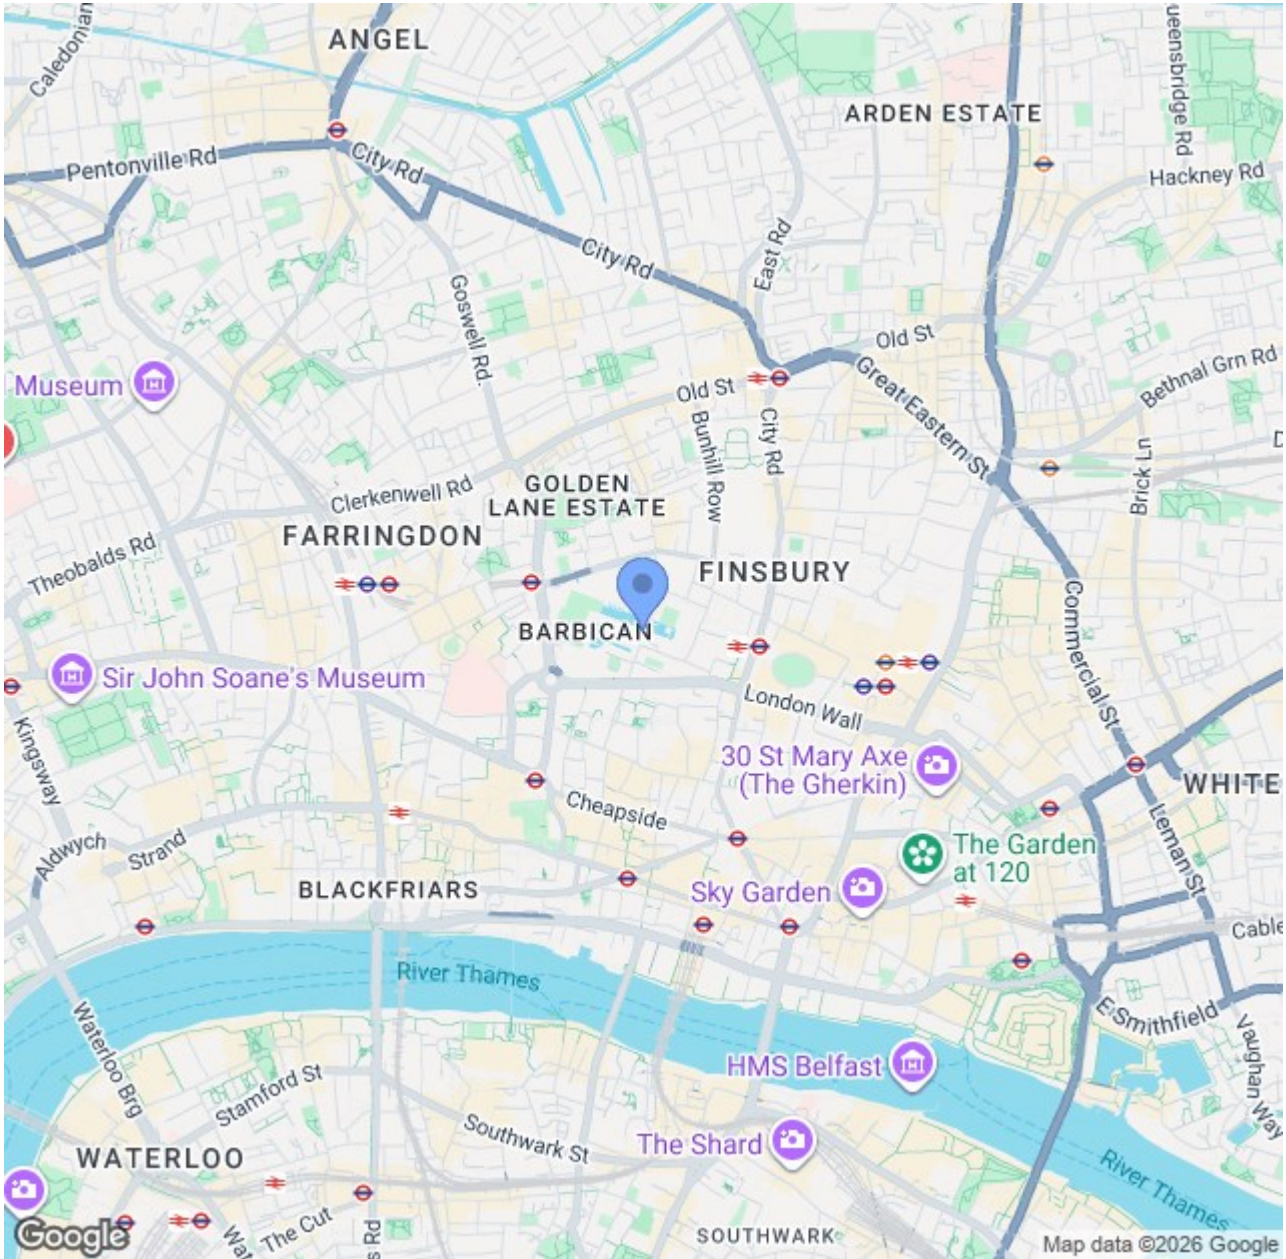 Caledonian
ANGEL
ueensbridge Rd
ARDEN ESTATE
Pentonville Rd
City Rd
Hackney Rd
City Rd
East Rd
Goswell Rd.
Old St
Museum
Great Eastern St
Bethnal Grn Rd
Old St
Bunhill Row
City Rd
Brick Ln
D
GOLDEN
LANE ESTATE
Clerkenwell Rd
FARRINGDON
Theobalds Rd
FINSBURY
Commercial St
BARBICAN
Sir John Soane's Museum
London Wall
Kingsway
30 St Mary Axe
(The Gherkin)
WHITE
Cheapside
Leman St
Aldwych
Strand
The Garden
at 120
BLACKFRIARS
Sky Garden
Cable
River Thames
E Smithfield
Waterloo Brg
Vaughan Way
HMS Belfast
Stamford St
Southwark St
The Shard
WATERLOO
River Thames
The Cut
Wat
s Rd
SOUTHWARK
Google
Map data ©2026 Google